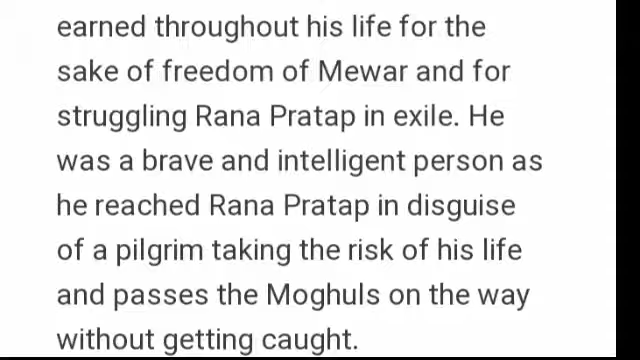 earned throughout his life for the
sake of freedom of Mewar and for
struggling Rana Pratap in exile. He
was a brave and intelligent person as
he reached Rana Pratap in disguise
of a pilgrim taking the risk of his life
and passes the Moghuls on the way
without getting caught.